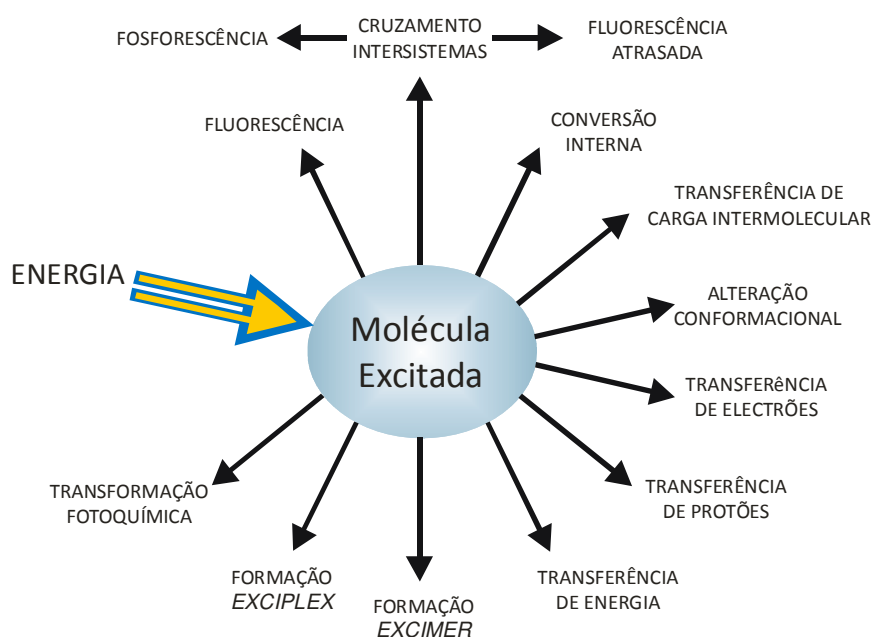 FOSFORESCÊNCIA
CRUZAMENTO
INTERSISTEMAS
FLUORESCÊNCIA
ATRASADA
FLUORESCÊNCIA
CONVERSÃO
INTERNA
TRANSFERÊNCIA DE
CARGA INTERMOLECULAR
ENERGIA
ALTERAÇÃO
CONFORMACIONAL
Molécula
Excitada
TRANSFERêNCIA
DE ELECTRÕES
TRANSFORMAÇÃO
FOTOQUÍMICA
TRANSFERÊNCIA
DE PROTÕES
FORMAÇÃO
EXCIPLEX
FORMAÇÃO
EXCIMER
TRANSFERÊNCIA
DE ENERGIA